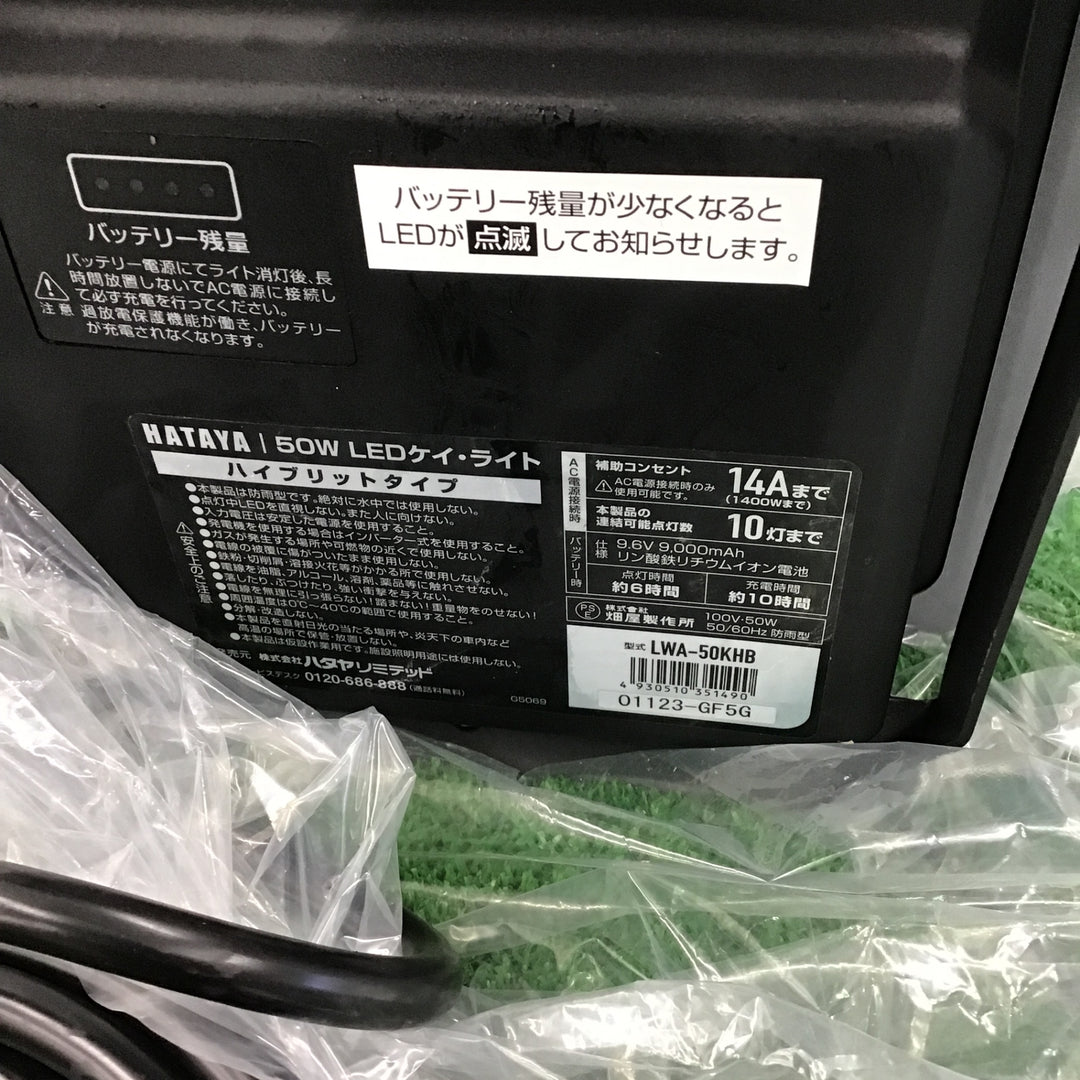 バッテリー残量
バッテリー電源にてライト消灯後、長
時間放置しないでAC電源に接続し
て必ず充電を行ってください。
注意 過放電保護機能が働き、バッテリー
が充電されなくなります。
バッテリー残量が少なくなると
LEDが 点滅 してお知らせします。
HATAYA | 50W LEDケイ・ライト
ハイブリットタイプ
安全上のご注意
●本製品は防雨型です。絶対に水中では使用しない。
●点灯中LEDを直視しない。また人に向けない。
●入力電圧は安定した電源を使用すること。
●発電機を使用する場合はインバーター式を使用すること。
●ガスが発生する場所や可燃物の近くで使用しない。
●電線の被覆に傷がついたまま使用しない。
●鉄粉・切削屑・溶接火花等がかかる所で使用しない。
●電線を油脂、アルコール、溶剤、薬品等に触れさせない。
●落したり、ぶつけたり、強い衝撃を与えない。
●電線を無理に引っ張らない!踏まない!重量物をのせない!
●周囲温度は0℃~40℃の範囲で使用すること。
●分解・改造しない。
●本製品を直射日光の当たる場所や、炎天下の車内など
高温の場所で保管・放置しない。
●本製品は仮設作業用です。施設照明用途には使用しない。
売元 株式会社ハタヤリミテッド
ビスデスク 0120-686-888(通話料無料)
G5069
AC電源接続時
補助コンセント 14Aまで
AC電源接続時のみ使用可能です。 (1400Wまで)
本製品の
連結可能点灯数 10灯まで
バッテリー時
仕様 9.6V 9,000mAh
リン酸鉄リチウムイオン電池
点灯時間 充電時間
約6時間 約10時間
PSE 株式会社 畑屋製作所 100V・50W
50/60Hz 防雨型
型式 LWA-50KHB
4 930510 351490
01123-GF5G